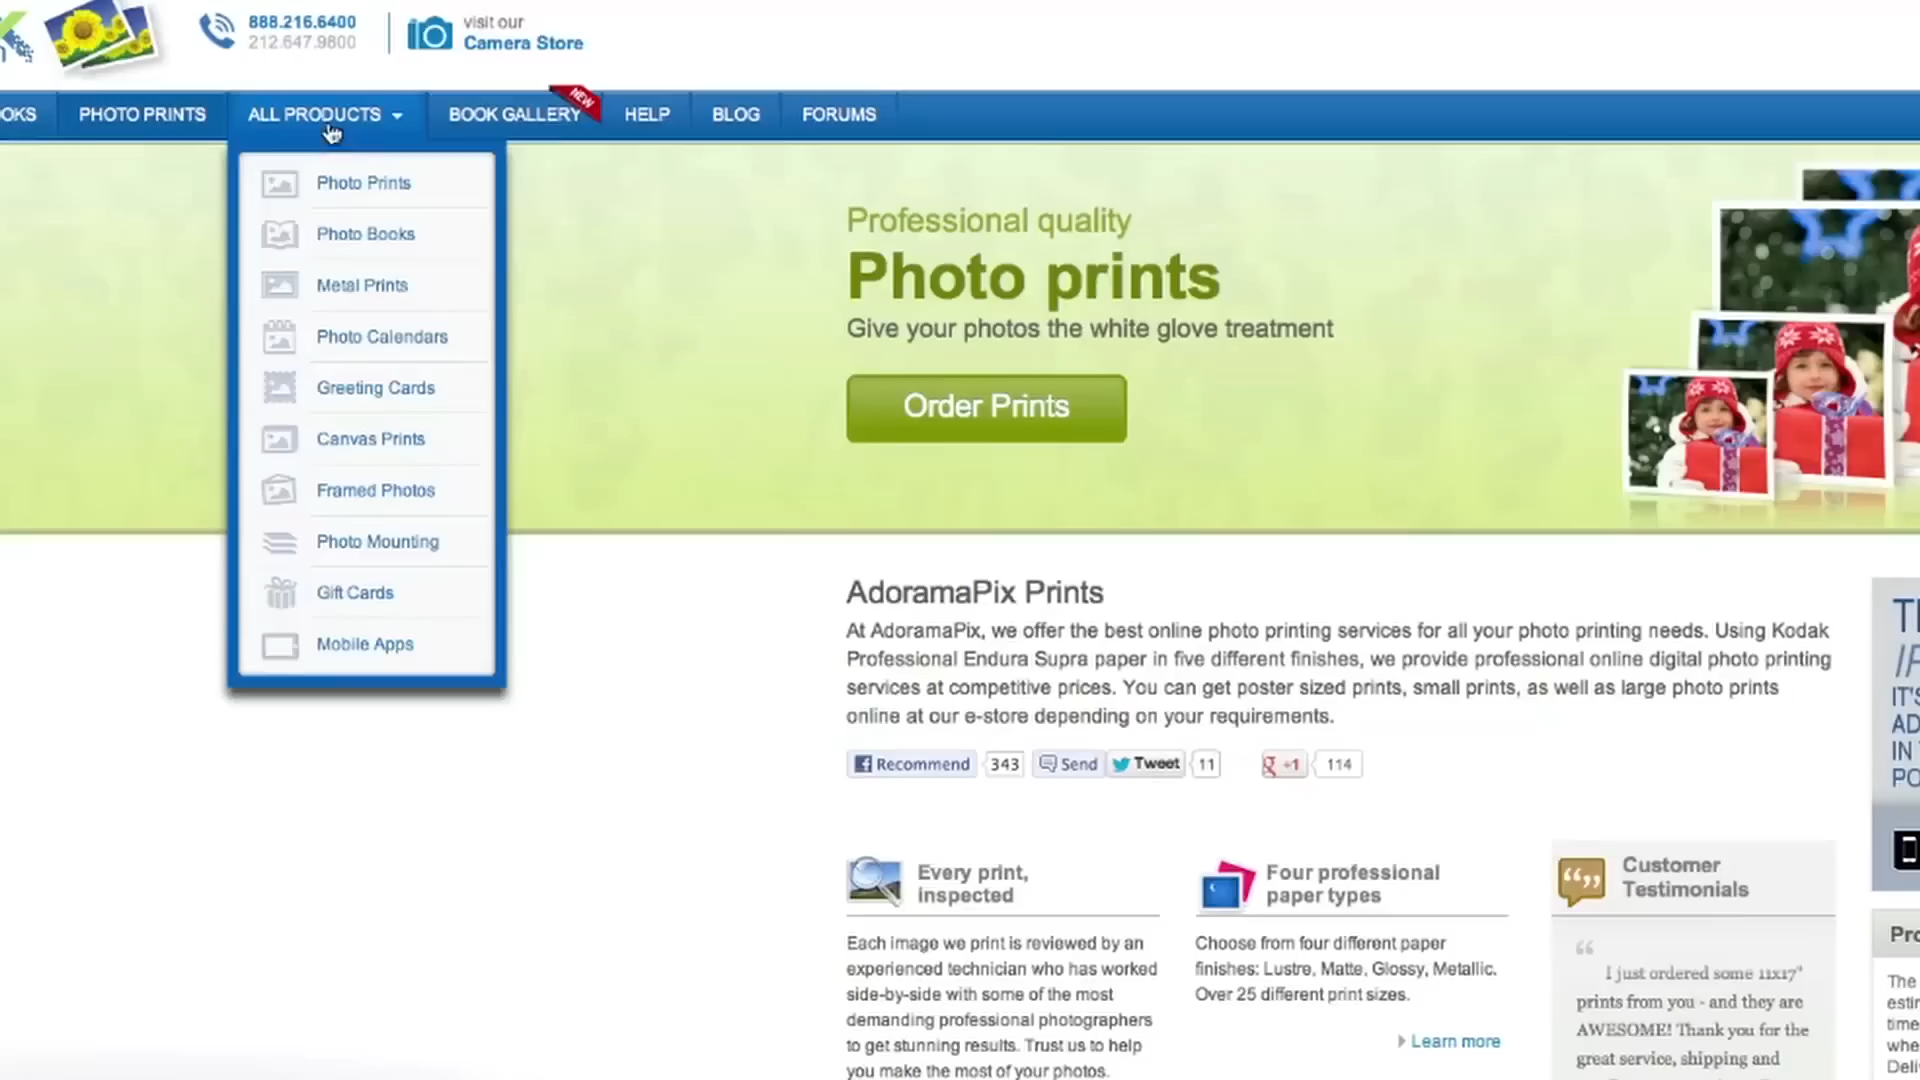 888.216.6400
212.647.9800
visit our
Camera Store
OKS
PHOTO PRINTS
ALL PRODUCTS
BOOK GALLERY
NEW
HELP
BLOG
FORUMS
Photo Prints
Photo Books
Metal Prints
Photo Calendars
Greeting Cards
Canvas Prints
Framed Photos
Photo Mounting
Gift Cards
Mobile Apps
Professional quality
Photo prints
Give your photos the white glove treatment
Order Prints
AdoramaPix Prints
At AdoramaPix, we offer the best online photo printing services for all your photo printing needs. Using Kodak
Professional Endura Supra paper in five different finishes, we provide professional online digital photo printing
services at competitive prices. You can get poster sized prints, small prints, as well as large photo prints
online at our e-store depending on your requirements.
Recommend 343 Send Tweet 11 +1 114
Every print,
inspected
Each image we print is reviewed by an
experienced technician who has worked
side-by-side with some of the most
demanding professional photographers
to get stunning results. Trust us to help
you make the most of your photos.
Four professional
paper types
Choose from four different paper
finishes: Lustre, Matte, Glossy, Metallic.
Over 25 different print sizes.
Learn more
Customer
Testimonials
“
I just ordered some 11x17"
prints from you - and they are
AWESOME! Thank you for the
great service, shipping and
IT'S
AD
IN
PO
Pro
The
esti
time
whe
Deli